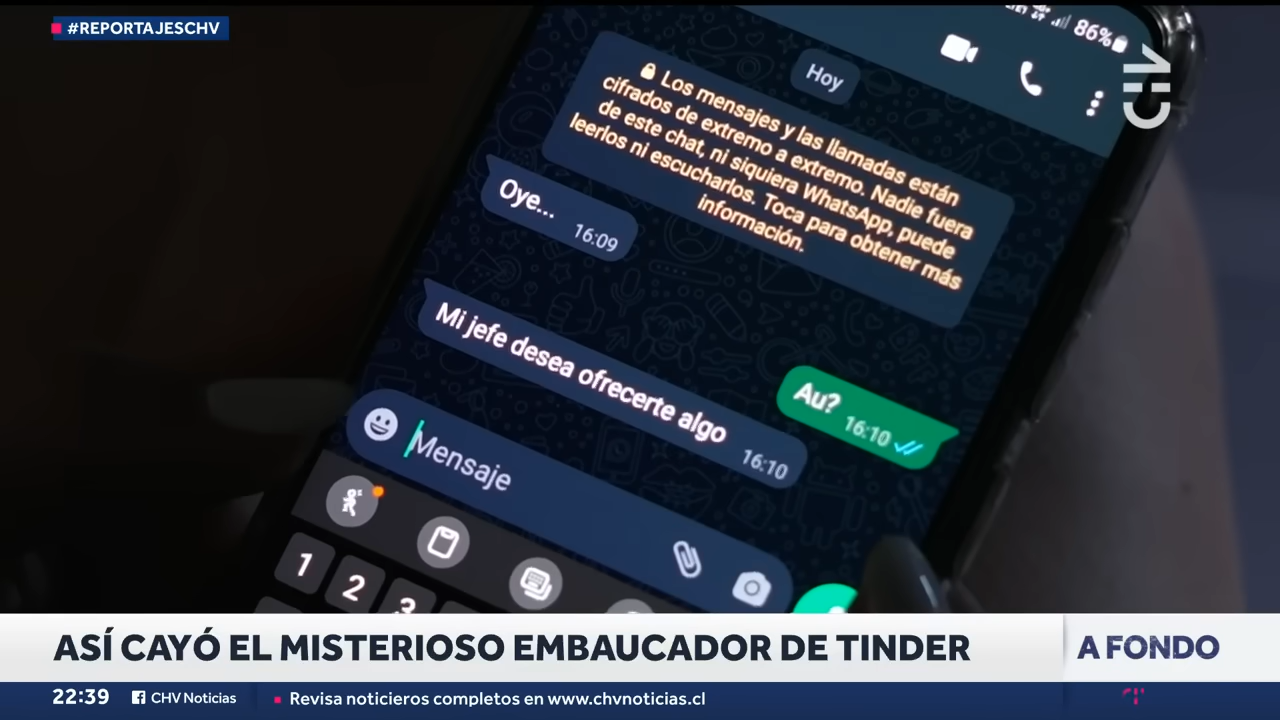 #REPORTAJESCHV
86%
CHV
Hoy
Los mensajes y las llamadas están
cifrados de extremo a extremo. Nadie fuera
de este chat, ni siquiera WhatsApp, puede
leerlos ni escucharlos. Toca para obtener más
información.
Oye...
16:09
Au?
16:10
Mi jefe desea ofrecerte algo
16:10
Mensaje
1 2 3
ASÍ CAYÓ EL MISTERIOSO EMBAUCADOR DE TINDER
A FONDO
22:39
CHV Noticias
Revisa noticieros completos en www.chvnoticias.cl